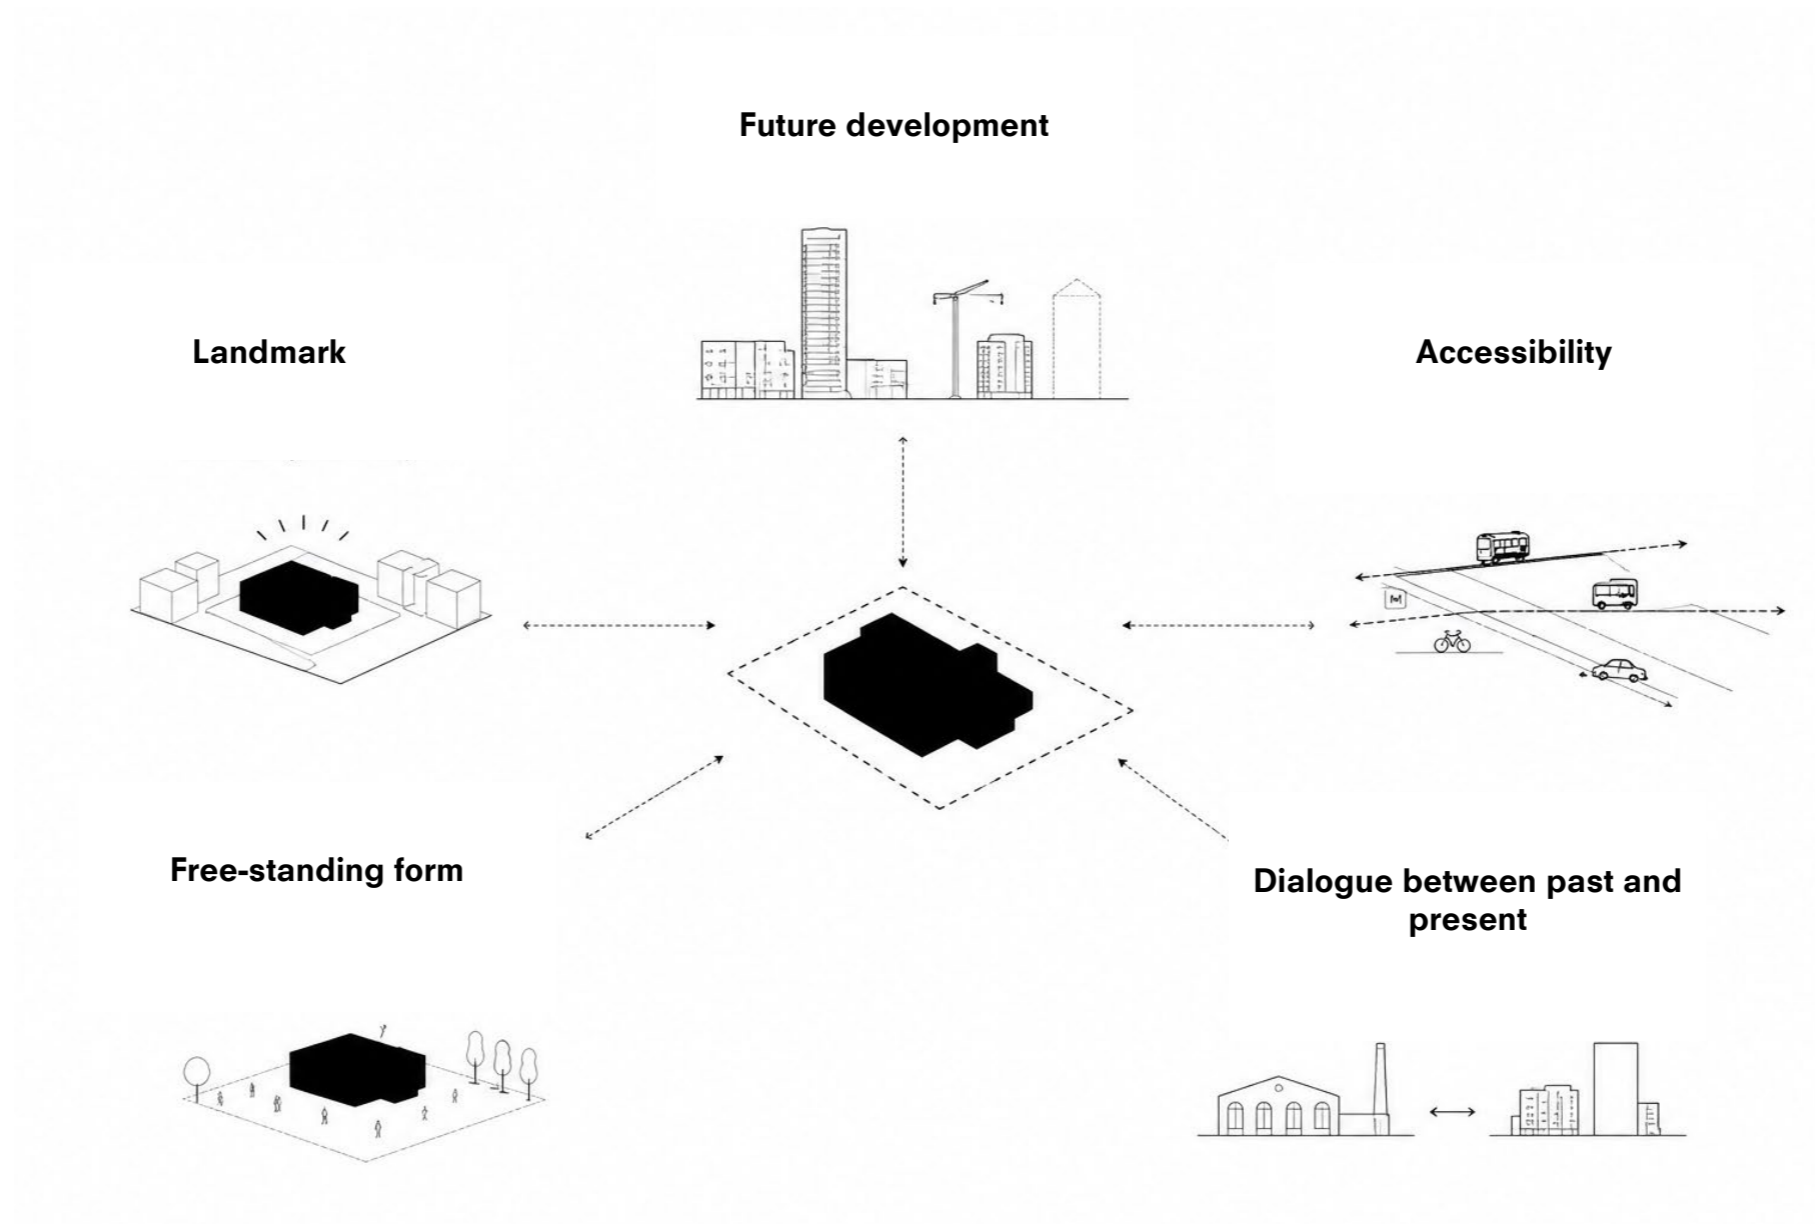 Future development
Landmark
Accessibility
Free-standing form
Dialogue between past and
present